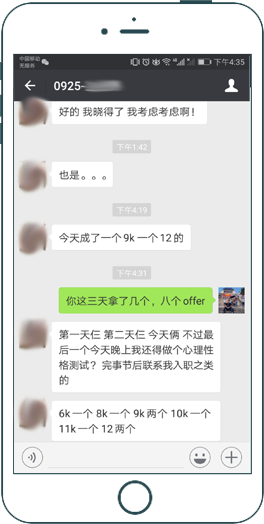 中国移动
无服务
下午4:35
0925-
好的 我晓得了 我考虑考虑啊!
下午1:42
也是。。。
下午4:19
今天成了一个 9k 一个 12 的
下午4:31
你这三天拿了几个,八个 offer
第一天仨 第二天仨 今天俩 不过最
后一个今天晚上我还得做个心理性
格测试?完事节后联系我入职之类
的
6k 一个 8k 一个 9k 两个 10k 一个
11k 一个 12 两个